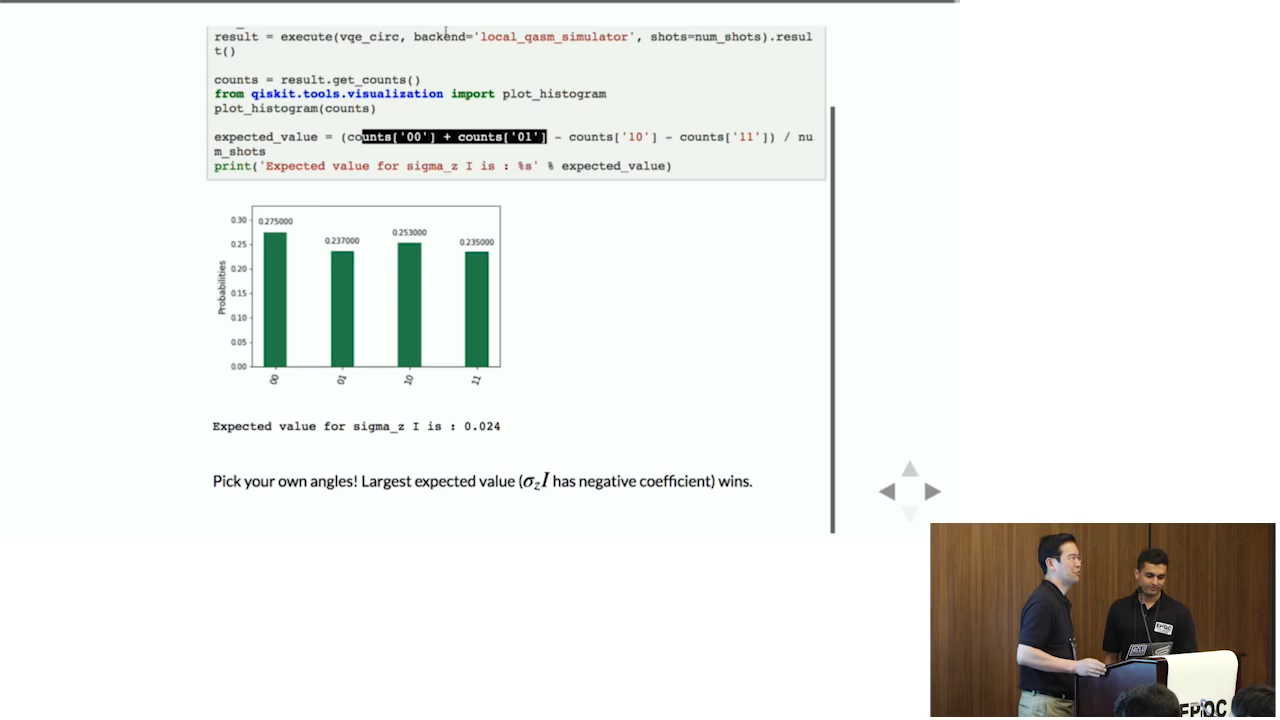 result = execute(vqe_circ, backend='local_qasm_simulator', shots=num_shots).resul
t()
counts = result.get_counts()
from qiskit.tools.visualization import plot_histogram
plot_histogram(counts)
expected_value = (counts['00'] + counts['01'] - counts['10'] - counts['11']) / nu
m_shots
print('Expected value for sigma_z I is : %s' % expected_value)
0.30
0.25
0.20
0.15
0.10
0.05
0.00
Probabilities
0.275000
0.237000
0.253000
0.235000
00
01
10
11
Expected value for sigma_z I is : 0.024
Pick your own angles! Largest expected value (σzI has negative coefficient) wins.
EPiQC
EPiQC